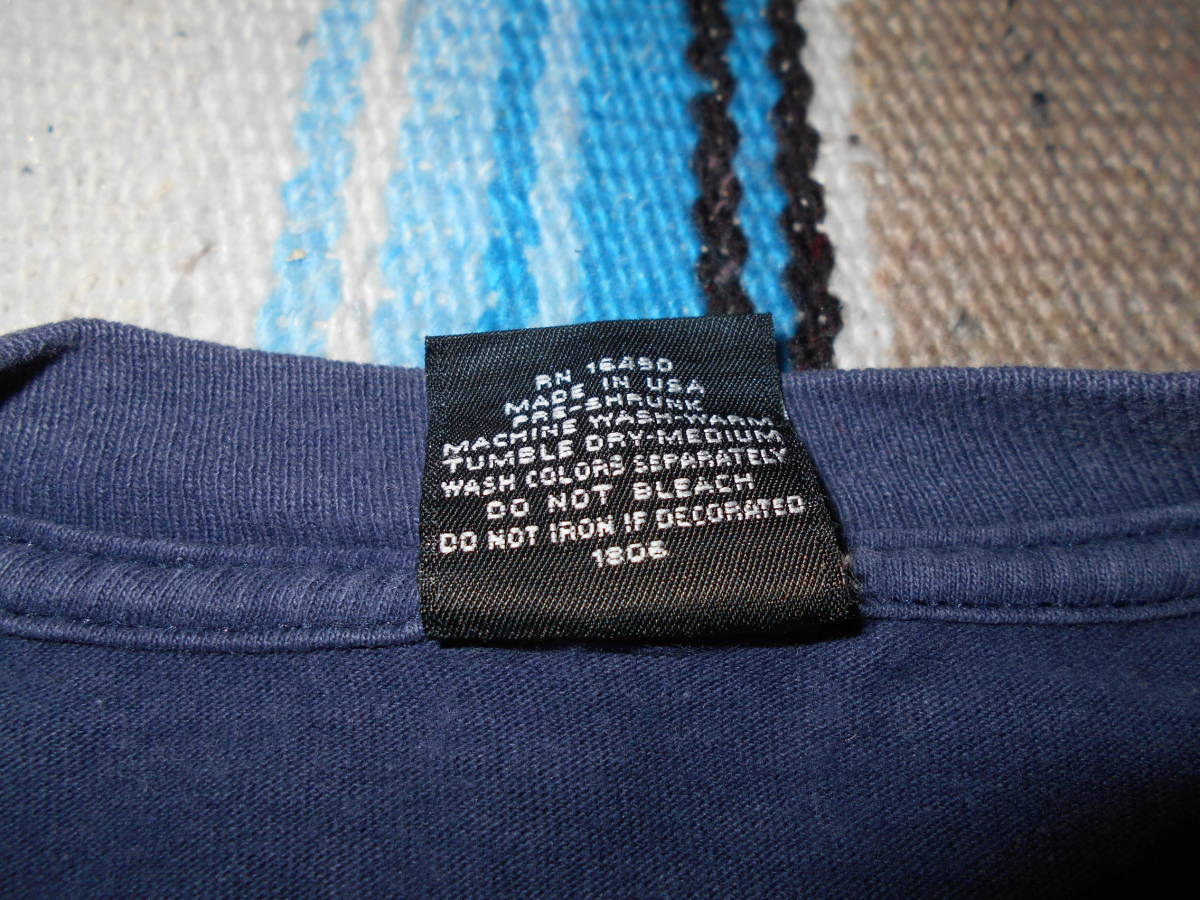 RN 16490
MADE IN USA
PRE-SHRUNK
MACHINE WASH-WARM
TUMBLE DRY-MEDIUM
WASH COLORS SEPARATELY
DO NOT BLEACH
DO NOT IRON IF DECORATED
1806